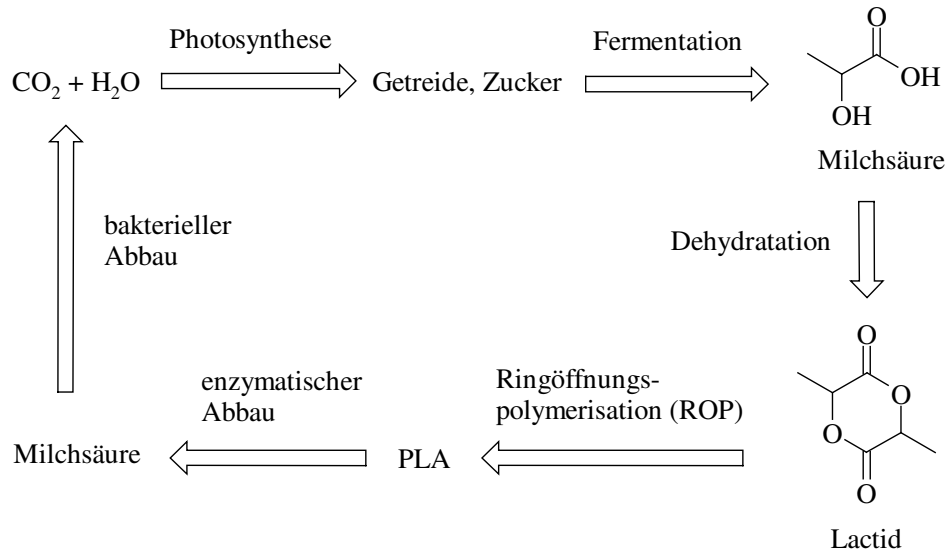 Photosynthese
Fermentation
CO2 + H2O
Getreide, Zucker
O
OH
OH
Milchsäure
bakterieller
Abbau
Dehydratation
enzymatischer
Abbau
Ringöffnungs-
polymerisation (ROP)
O
O
O
O
Milchsäure
PLA
Lactid